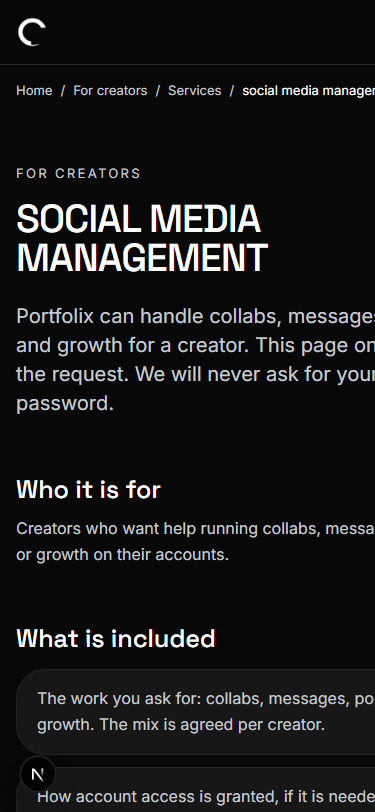 Home / For creators / Services / social media manager
FOR CREATORS
SOCIAL MEDIA
MANAGEMENT
Portfolix can handle collabs, messages
and growth for a creator. This page on
the request. We will never ask for your
password.
Who it is for
Creators who want help running collabs, messa
or growth on their accounts.
What is included
The work you ask for: collabs, messages, po
growth. The mix is agreed per creator.
N
How account access is granted, if it is neede